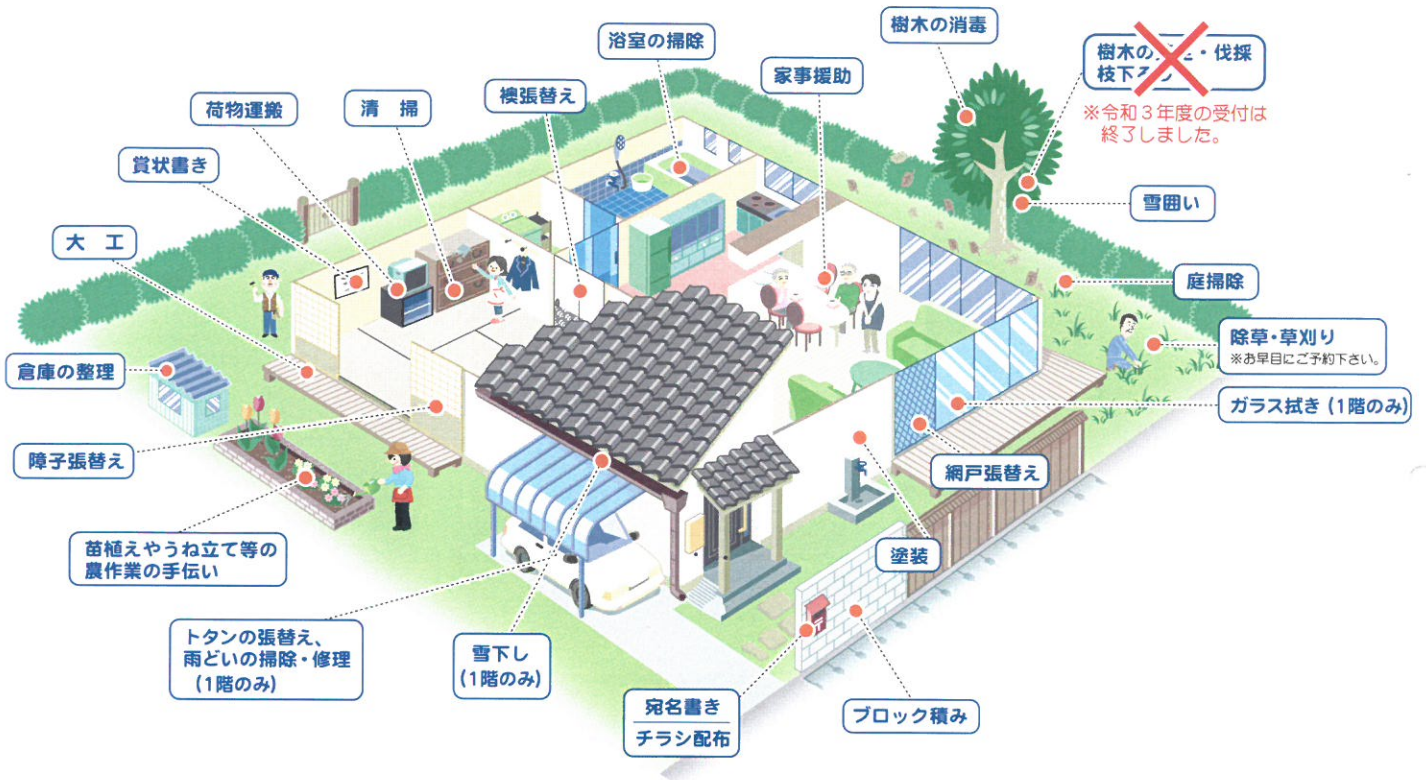 樹木の消毒
浴室の掃除
樹木の
・伐採
枝下
家事援助
襖張替え
荷物運搬
清 掃
※令和3年度の受付は
終了しました。
賞状書き
雪囲い
大 工
庭掃除
除草・草刈り
※お早目にご予約下さい。
倉庫の整理
ガラス拭き(1階のみ)
障子張替え
網戸張替え
苗植えやうね立て等の
農作業の手伝い
塗装
トタンの張替え、
雨どいの掃除・修理
(1階のみ)
雪下し
(1階のみ)
宛名書き
チラシ配布
ブロック積み
〒